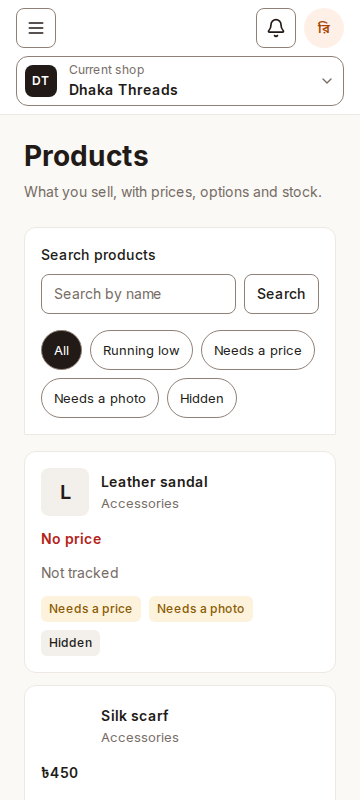 রি
DT
Current shop
Dhaka Threads
Products
What you sell, with prices, options and stock.
Search products
Search by name
Search
All
Running low
Needs a price
Needs a photo
Hidden
L
Leather sandal
Accessories
No price
Not tracked
Needs a price
Needs a photo
Hidden
Silk scarf
Accessories
৳450